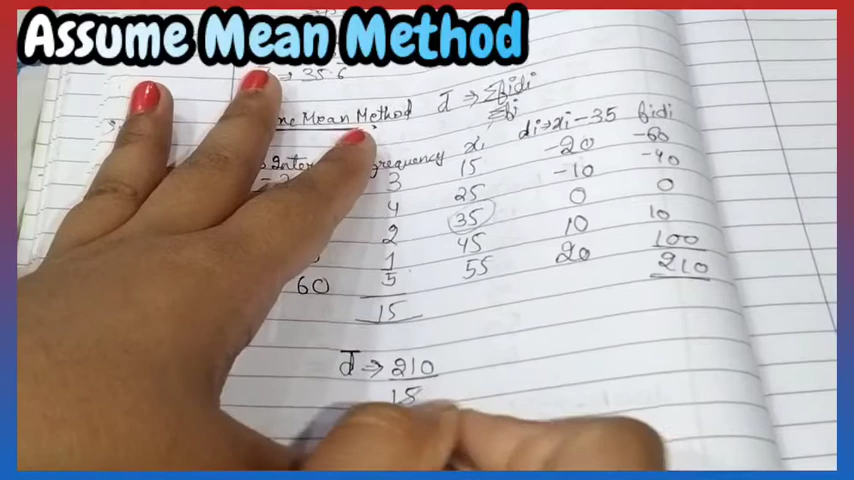 Assume Mean Method
⇒ 35.6
Mean Method d̄ ⇒ Σfidi
Σfi
Frequency xi di⇒xi-35 fidi
3 15 -20 -60
4 25 -10 -40
2 35 0 0
1 45 10 10
60 5 55 20 100
15 210
d̄ ⇒ 210
15